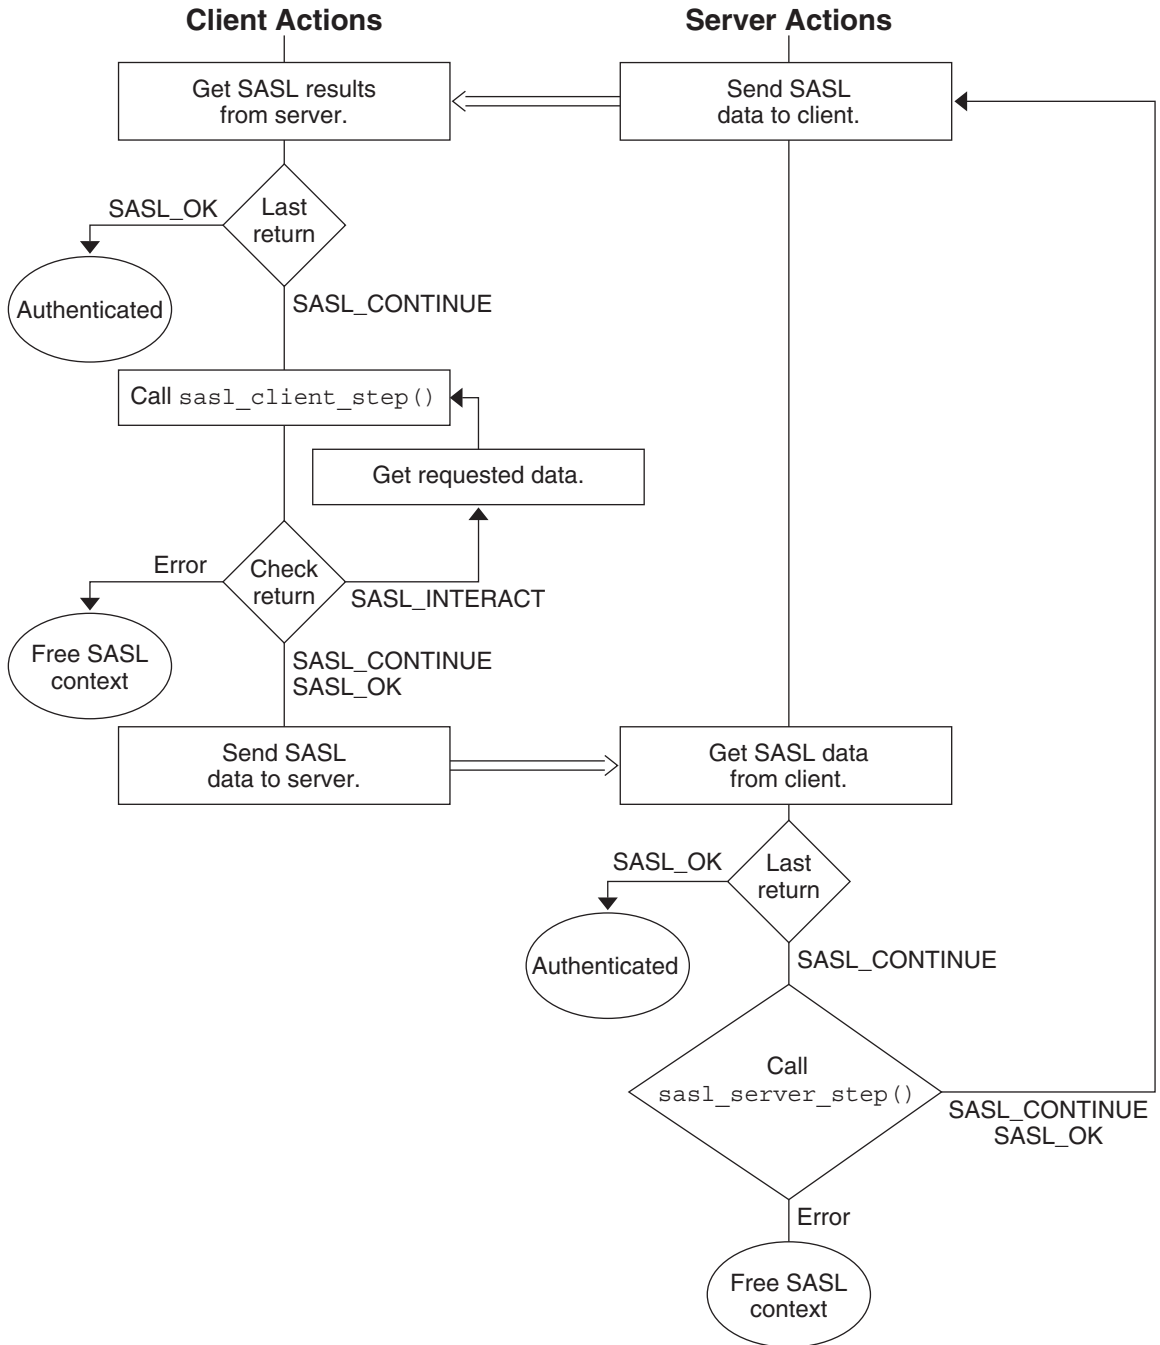 Client Actions
Server Actions
Get SASL results
from server.
Send SASL
data to client.
SASL_OK
Last
return
Authenticated
SASL_CONTINUE
Call sasl_client_step()
Get requested data.
Error
Check
return
SASL_INTERACT
Free SASL
context
SASL_CONTINUE
SASL_OK
Send SASL
data to server.
Get SASL data
from client.
SASL_OK
Last
return
Authenticated
SASL_CONTINUE
Call
sasl_server_step()
SASL_CONTINUE
SASL_OK
Error
Free SASL
context